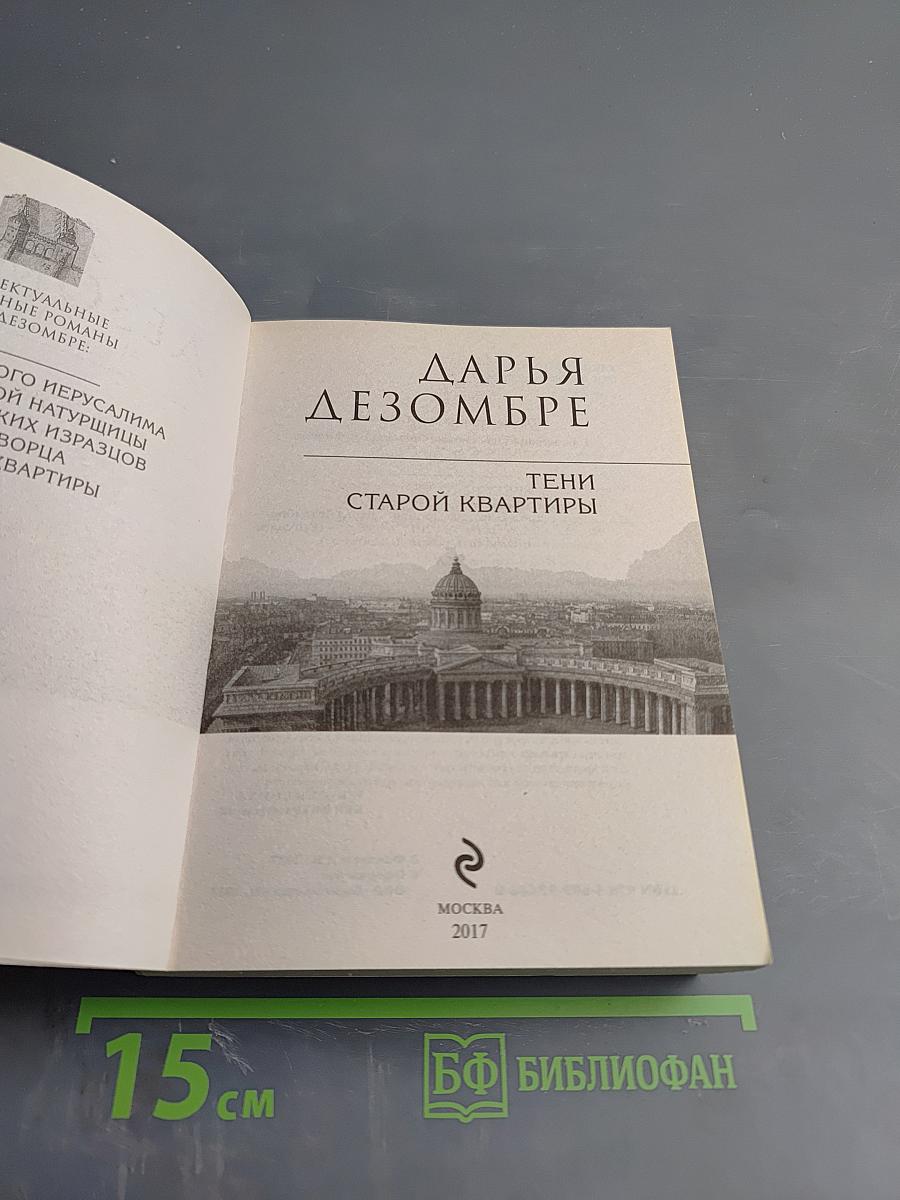 ЕКТУАЛЬНЫЕ
НЫЕ РОМАНЫ
ДЕЗОМБРЕ:
ОГО ИЕРУСАЛИМА
ОЙ НАТУРЩИЦЫ
КИХ ИЗРАЗЦОВ
ВОРЦА
КВАРТИРЫ
ДАРЬЯ
ДЕЗОМБРЕ
ТЕНИ
СТАРОЙ КВАРТИРЫ
МОСКВА
2017
15 см
БФ БИБЛИОФАН